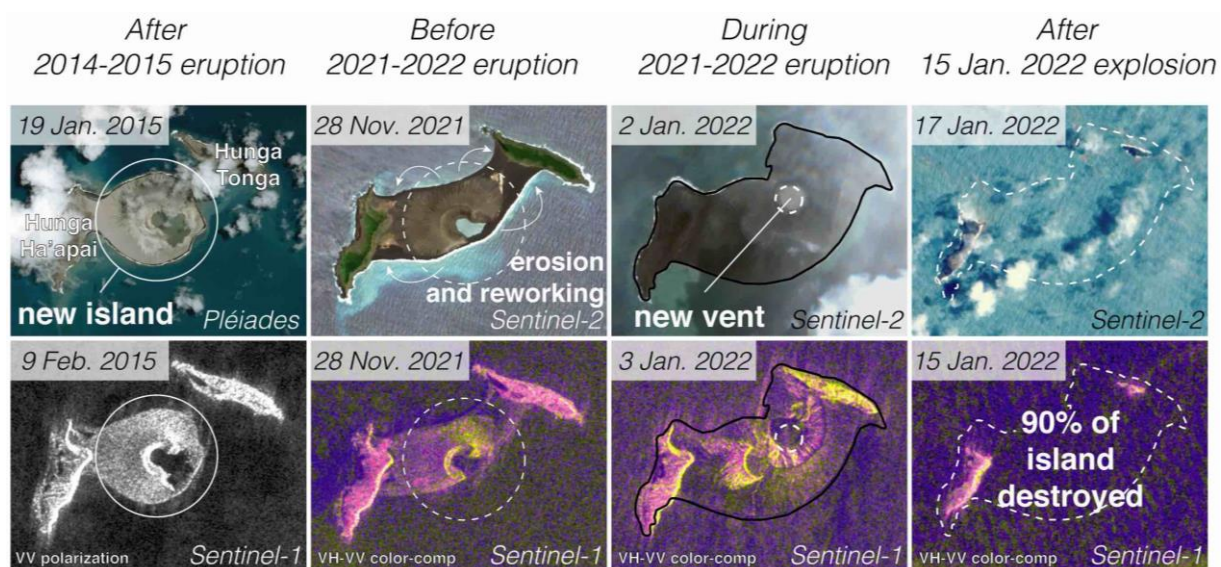 After
2014-2015 eruption
Before
2021-2022 eruption
During
2021-2022 eruption
After
15 Jan. 2022 explosion
19 Jan. 2015
Hunga
Tonga
Hunga
Ha'apai
new island
Pléiades
28 Nov. 2021
erosion
and reworking
Sentinel-2
2 Jan. 2022
new vent
Sentinel-2
17 Jan. 2022
Sentinel-2
9 Feb. 2015
VV polarization
Sentinel-1
28 Nov. 2021
VH-VV color-comp
Sentinel-1
3 Jan. 2022
VH-VV color-comp
Sentinel-1
15 Jan. 2022
90% of
island
destroyed
VH-VV color-comp
Sentinel-1